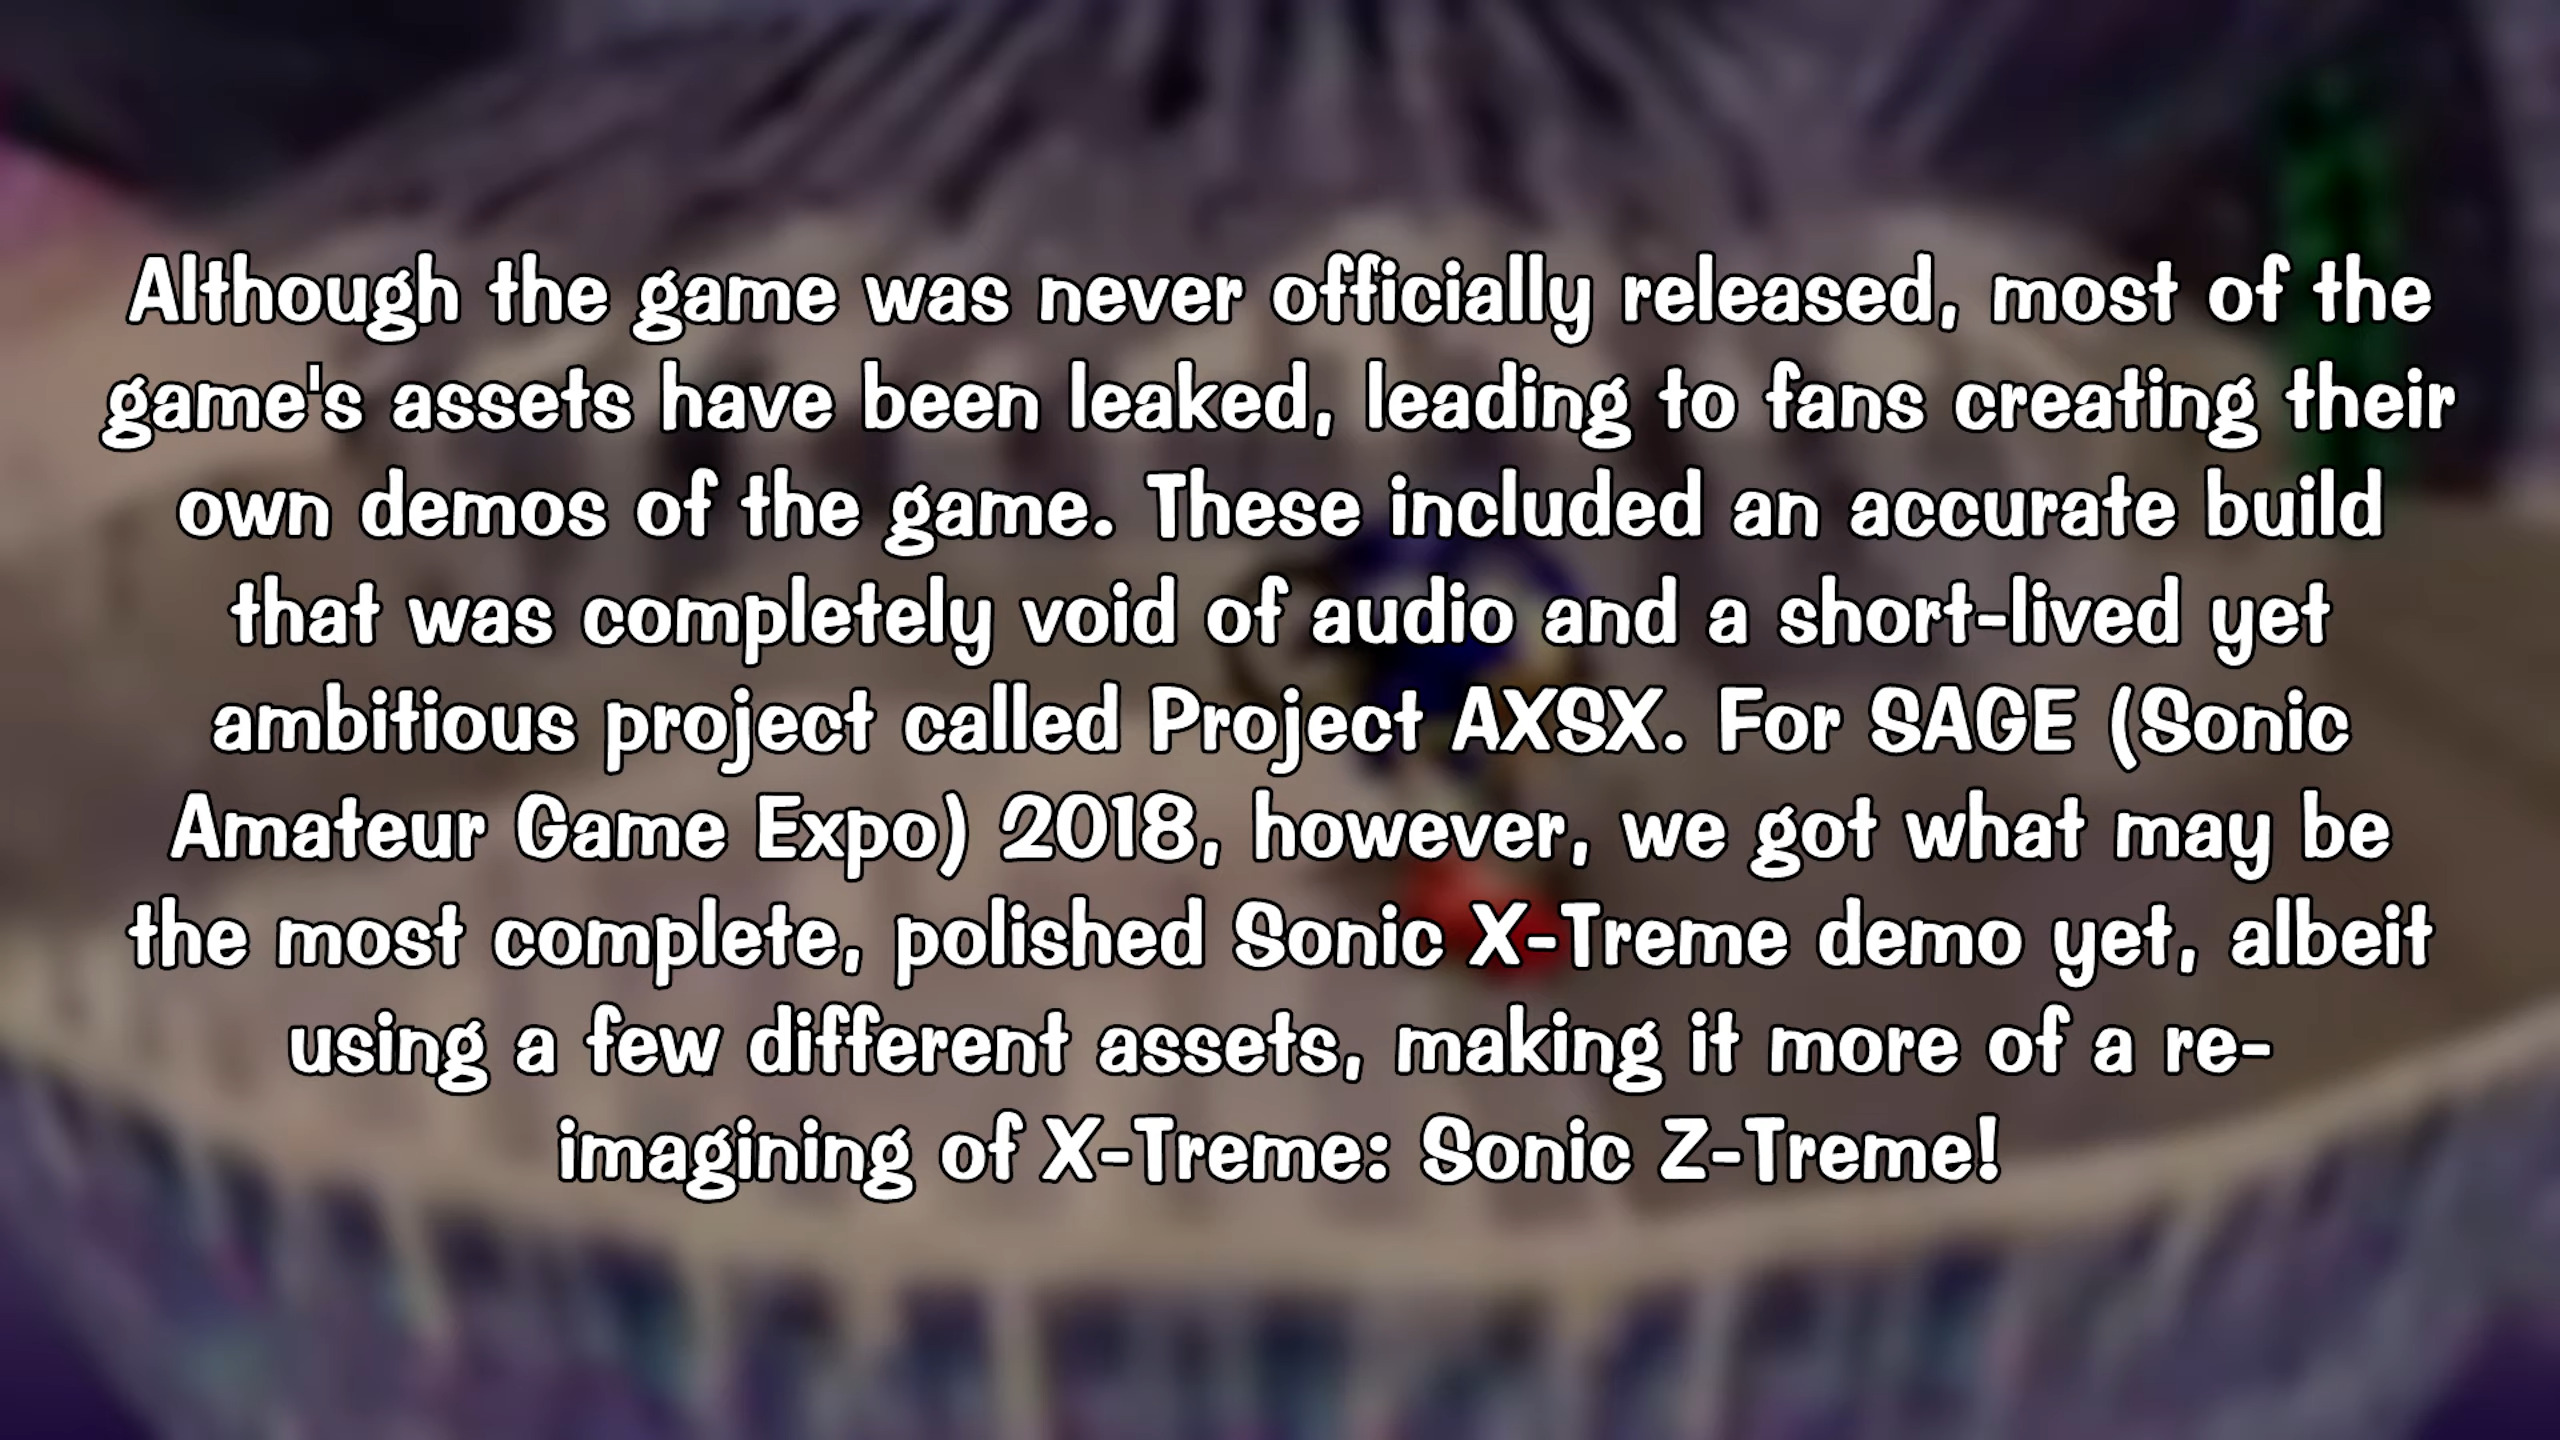 Although the game was never officially released, most of the
game's assets have been leaked, leading to fans creating their
own demos of the game. These included an accurate build
that was completely void of audio and a short-lived yet
ambitious project called Project AXSX. For SAGE (Sonic
Amateur Game Expo) 2018, however, we got what may be
the most complete, polished Sonic X-Treme demo yet, albeit
using a few different assets, making it more of a re-
imagining of X-Treme: Sonic Z-Treme!